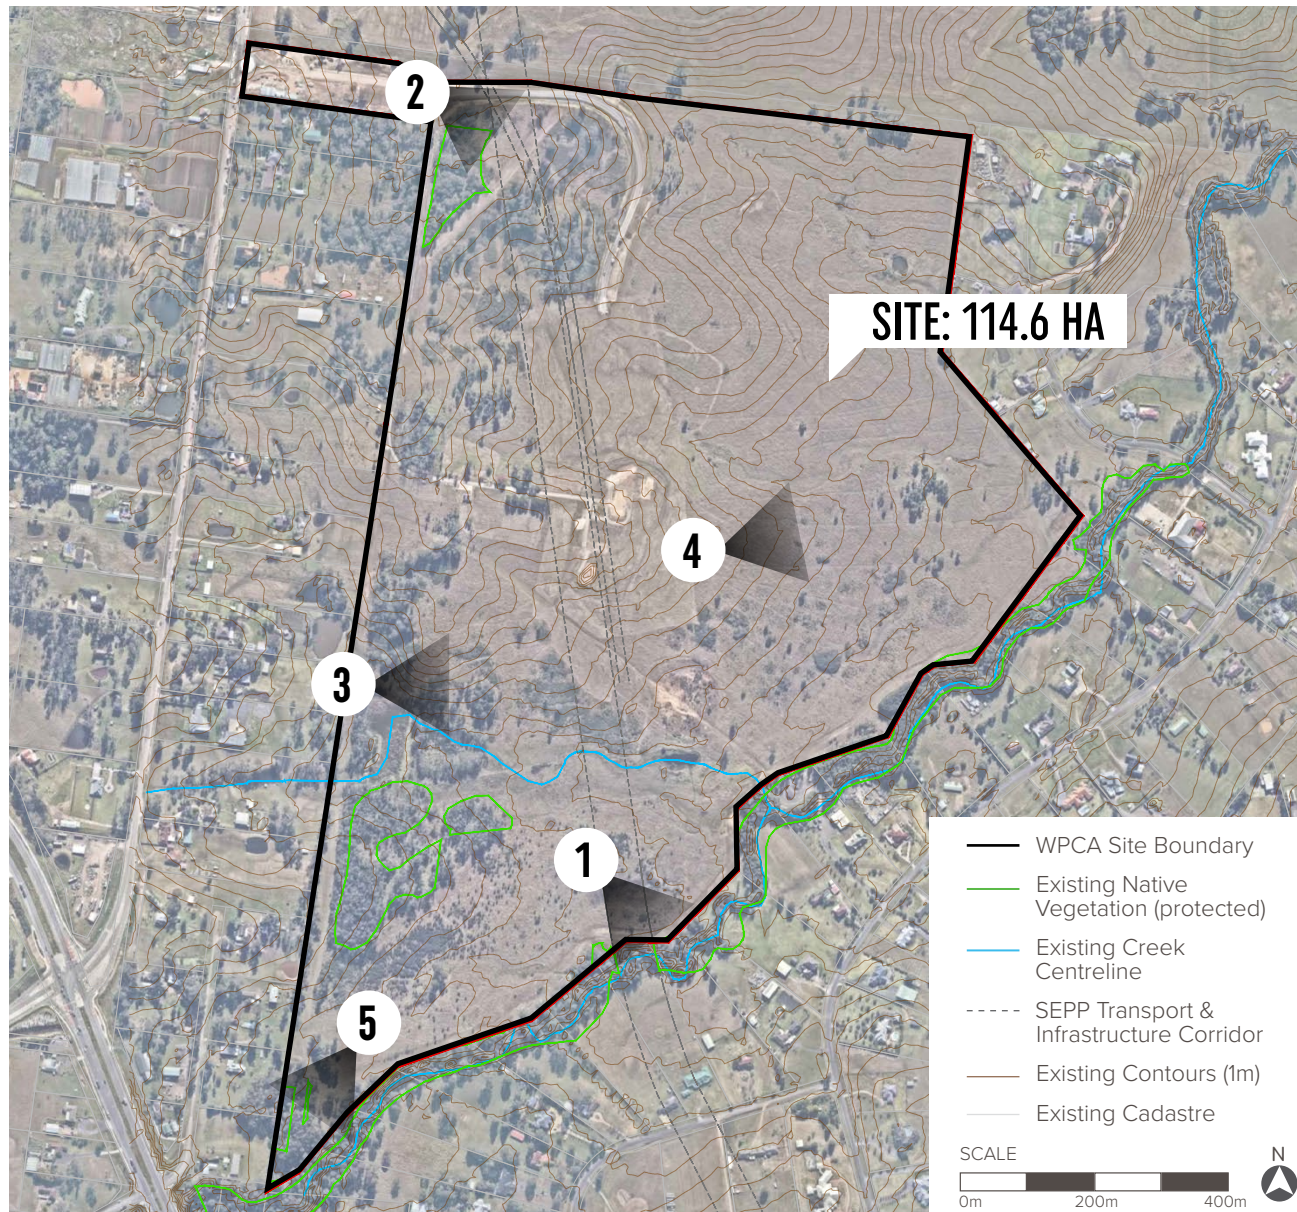 2
SITE: 114.6 HA
4
3
1
5
WPCA Site Boundary
Existing Native
Vegetation (protected)
Existing Creek
Centreline
SEPP Transport &
Infrastructure Corridor
Existing Contours (1m)
Existing Cadastre
SCALE
N
0m
200m
400m